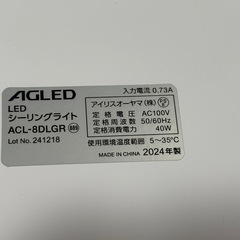 AGLED
LED
シーリングライト
ACL-8DLGR 889
Lot No. 241218
入力電流 0.73A
アイリスオーヤマ(株)
定格電圧 AC100V
定格周波数 50/60Hz
定格消費電力 40W
使用環境温度範囲 5~35℃
MADE IN CHINA 2024年製